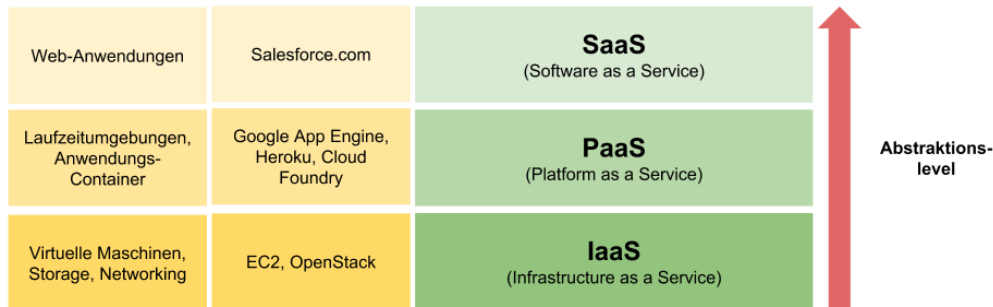 Web-Anwendungen
Salesforce.com
SaaS
(Software as a Service)
Laufzeitumgebungen,
Anwendungs-
Container
Google App Engine,
Heroku, Cloud
Foundry
PaaS
(Platform as a Service)
Abstraktions-
level
Virtuelle Maschinen,
Storage, Networking
EC2, OpenStack
IaaS
(Infrastructure as a Service)